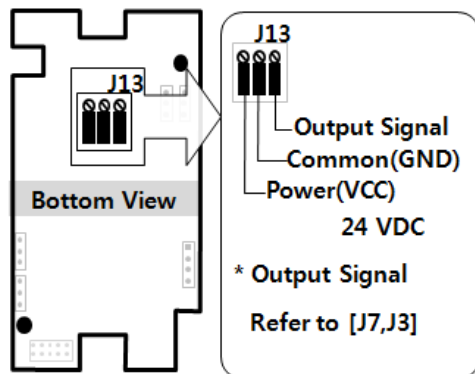 J13
Bottom View
J13
Output Signal
Common(GND)
Power(VCC)
24 VDC
* Output Signal
Refer to [J7,J3]